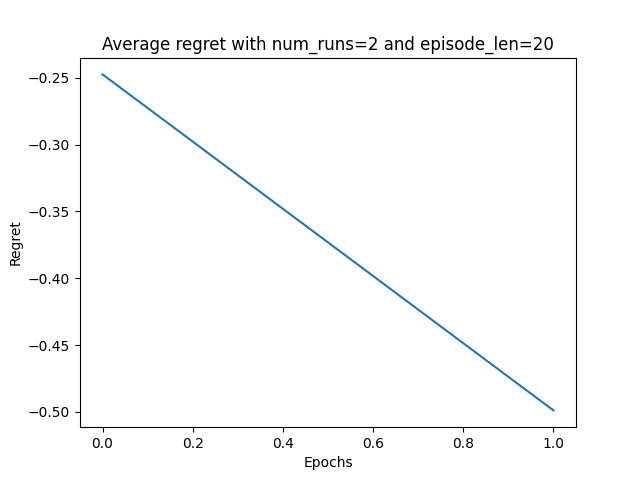 Average regret with num_runs=2 and episode_len=20
−0.25
−0.30
−0.35
−0.40
−0.45
−0.50
Regret
0.0 0.2 0.4 0.6 0.8 1.0
Epochs